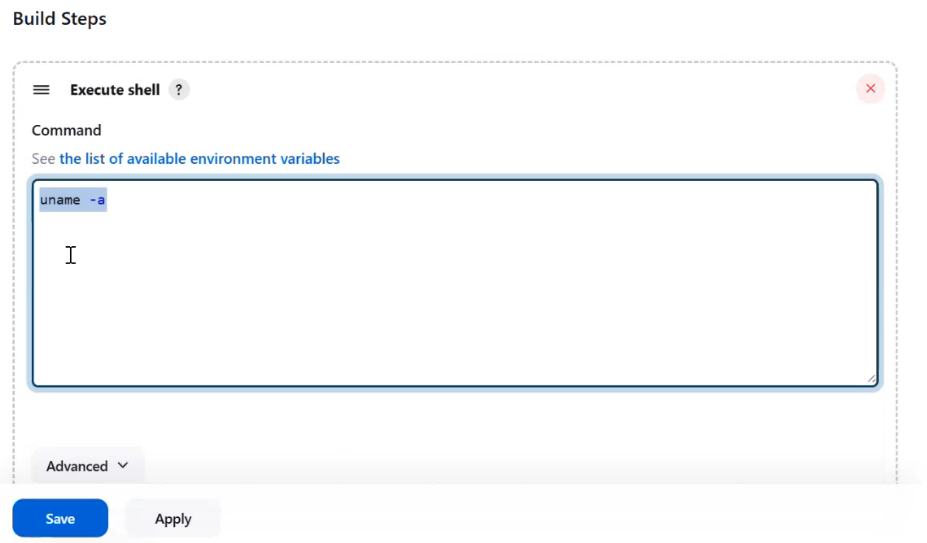 Build Steps
Execute shell ?
Command
See the list of available environment variables
uname -a
Advanced
Save Apply